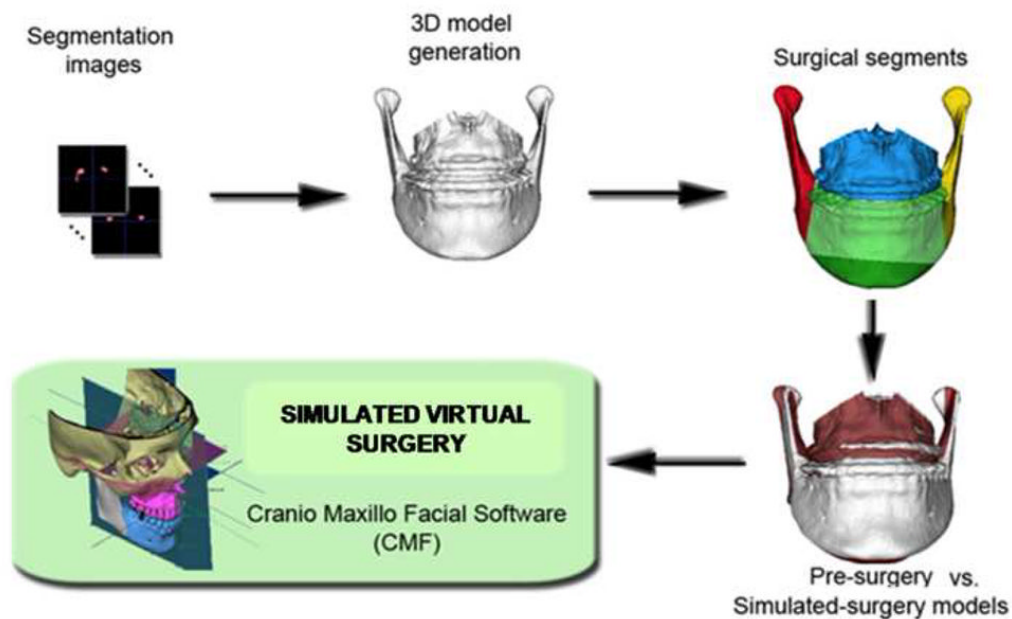 Segmentation
images
3D model
generation
Surgical segments
SIMULATED VIRTUAL
SURGERY
Cranio Maxillo Facial Software
(CMF)
Pre-surgery vs.
Simulated-surgery models